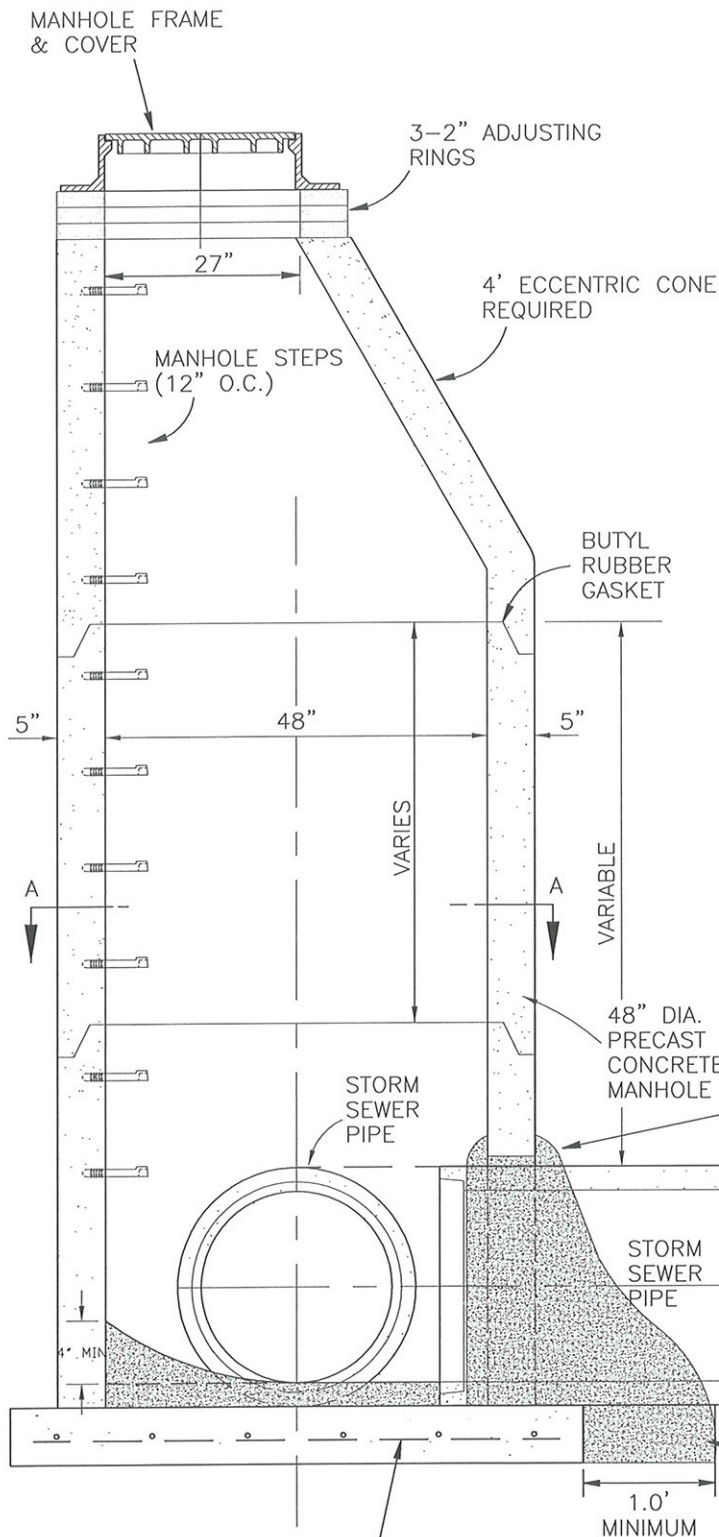 MANHOLE FRAME
& COVER
3-2" ADJUSTING
RINGS
27"
4' ECCENTRIC CONE
REQUIRED
MANHOLE STEPS
(12" O.C.)
BUTYL
RUBBER
GASKET
5"
48"
5"
VARIES
VARIABLE
A
A
48" DIA.
PRECAST
CONCRETE
MANHOLE
STORM
SEWER
PIPE
STORM
SEWER
PIPE
4" MIN
1.0'
MINIMUM